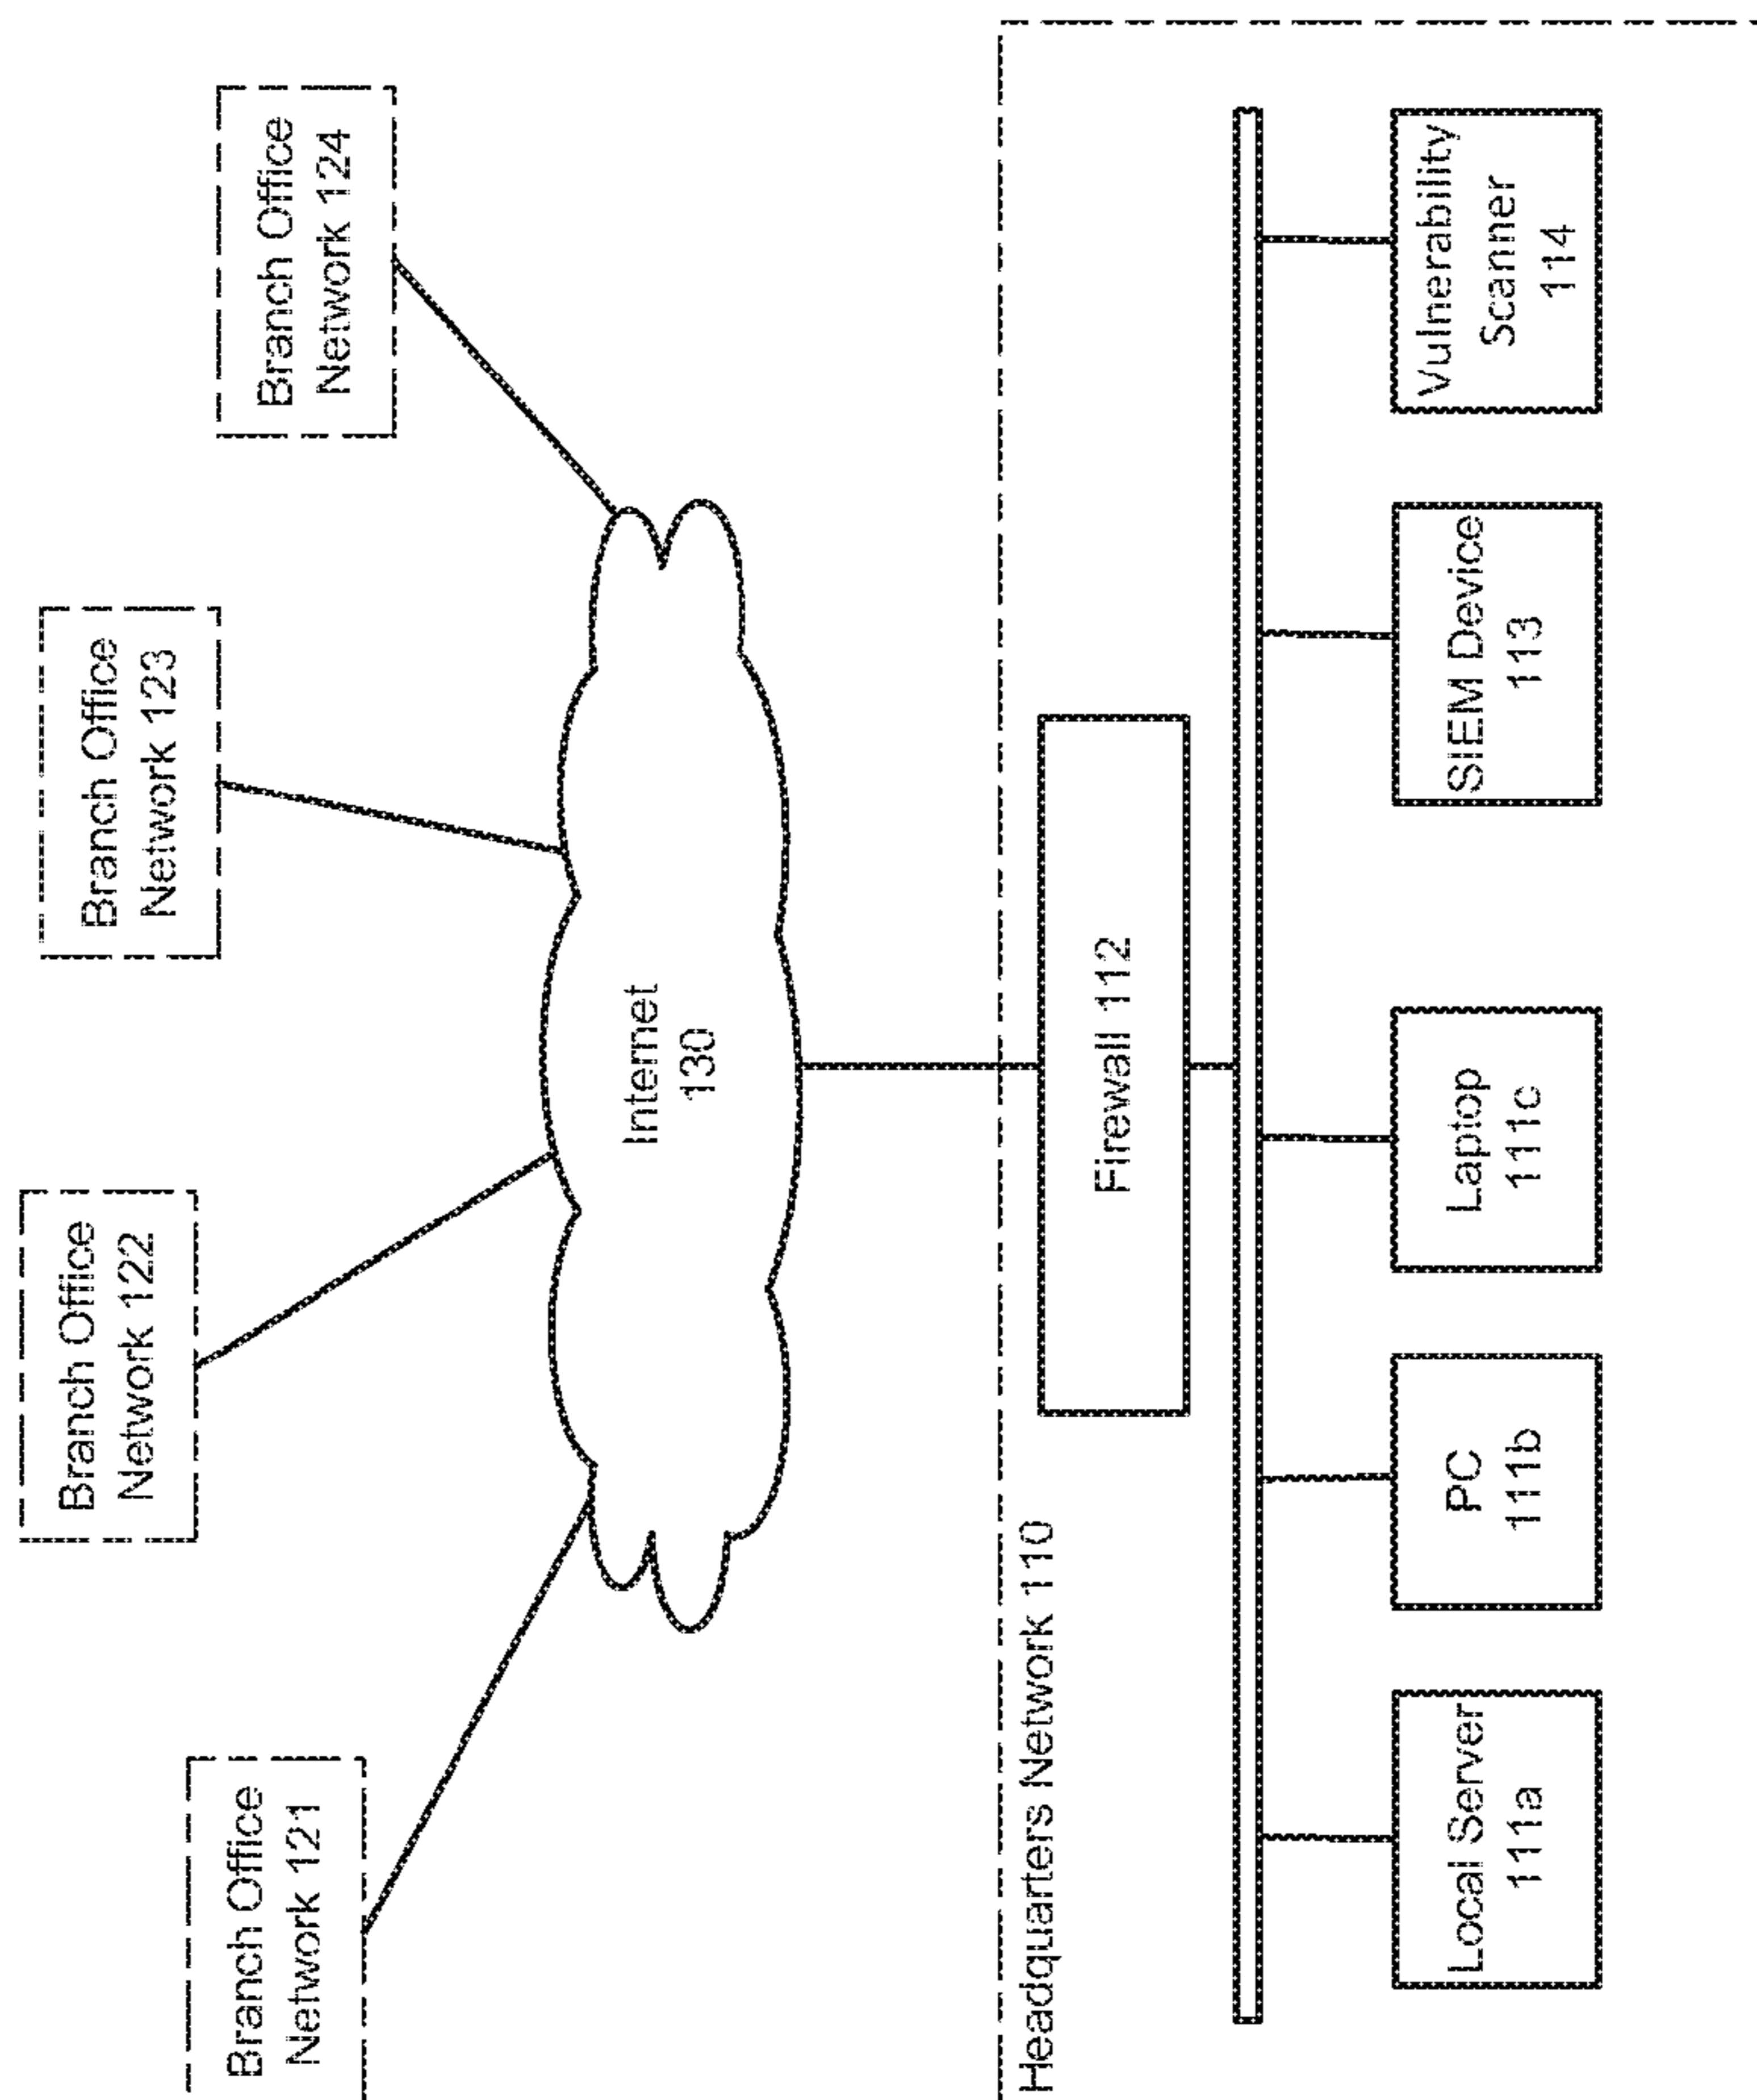 Branch Office
Network 121
Branch Office
Network 122
Branch Office
Network 123
Branch Office
Network 124
Internet
130
Headquarters Network 110
Firewall 112
Local Server
111a
PC
111b
Laptop
111c
SIEM Device
113
Vulnerability
Scanner
114